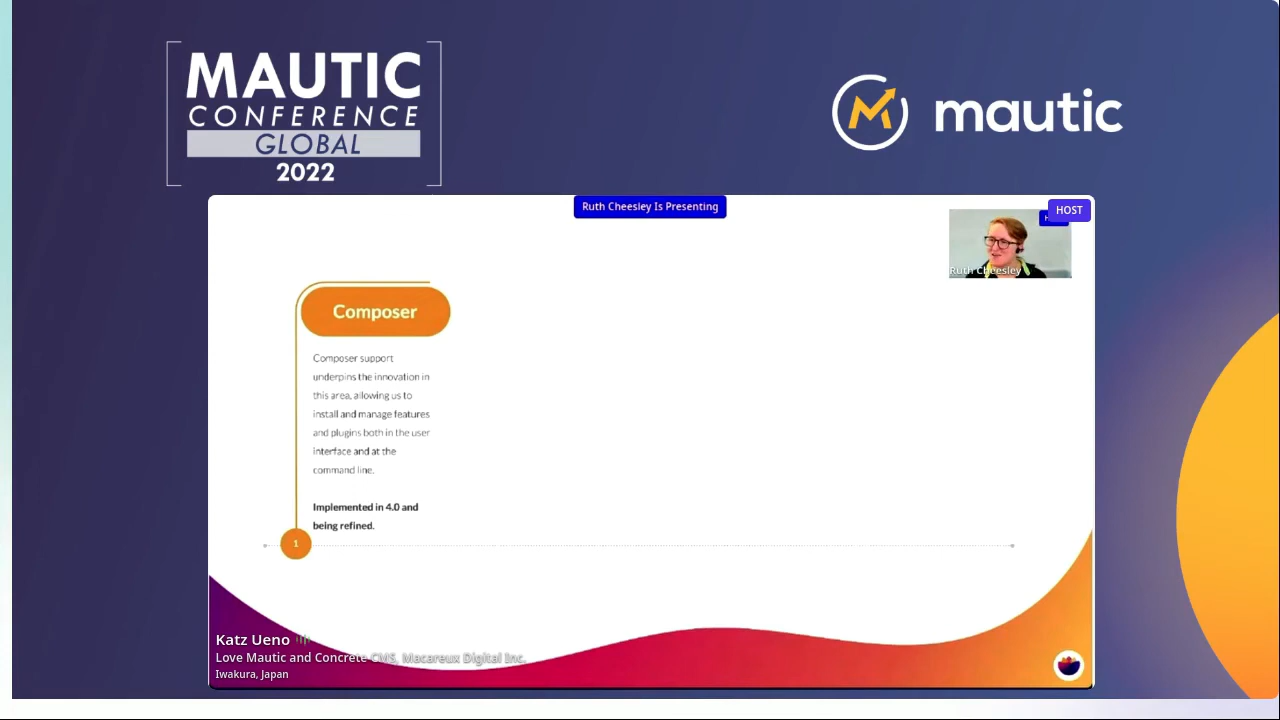 MAUTIC
CONFERENCE
GLOBAL
2022
mautic
Ruth Cheesley Is Presenting
HOST
Ruth Cheesley
Composer
Composer support
underpins the innovation in
this area, allowing us to
install and manage features
and plugins both in the user
interface and at the
command line.
Implemented in 4.0 and
being refined.
1
Katz Ueno
Love Mautic and Concrete CMS, Macareux Digital Inc.
Iwakura, Japan